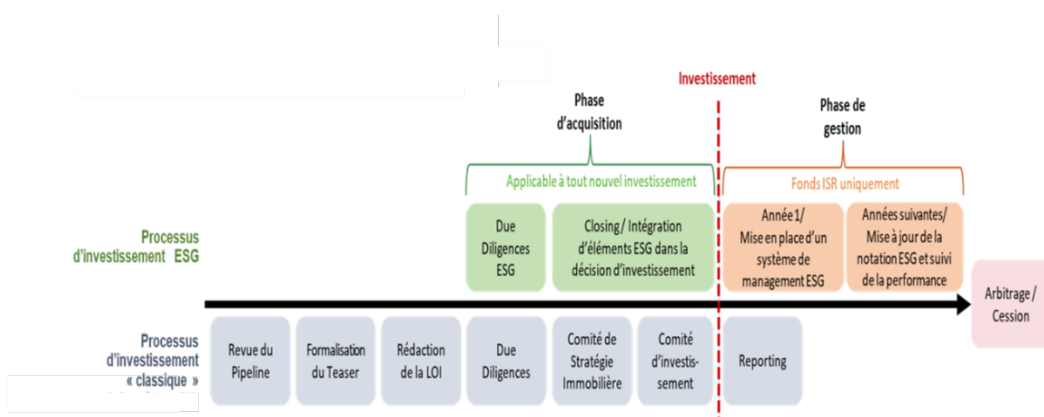 Investissement
Phase
d'acquisition
Phase de
gestion
Applicable à tout nouvel investissement
Fonds ISR uniquement
Processus
d'investissement ESG
Due
Diligences
ESG
Closing / Intégration
d'éléments ESG dans la
décision d'investissement
Année 1/
Mise en place d'un
système de
management ESG
Années suivantes/
Mise à jour de la
notation ESG et suivi
de la performance
Arbitrage /
Cession
Processus
d'investissement
« classique »
Revue du
Pipeline
Formalisation
du Teaser
Rédaction
de la LOI
Due
Diligences
Comité de
Stratégie
Immobilière
Comité
d'investis-
sement
Reporting